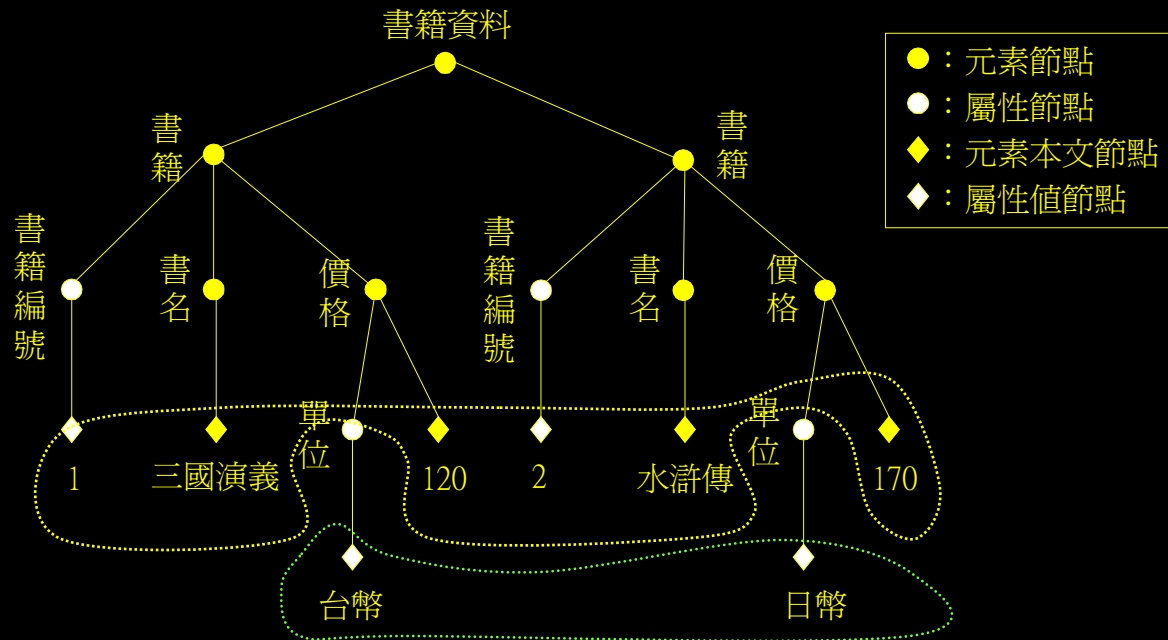 書籍資料
：元素節點
：屬性節點
：元素本文節點
：屬性值節點
書籍
書籍
書籍編號
書名
價格
書籍編號
書名
價格
單位
單位
1
三國演義
120
2
水滸傳
170
台幣
日幣